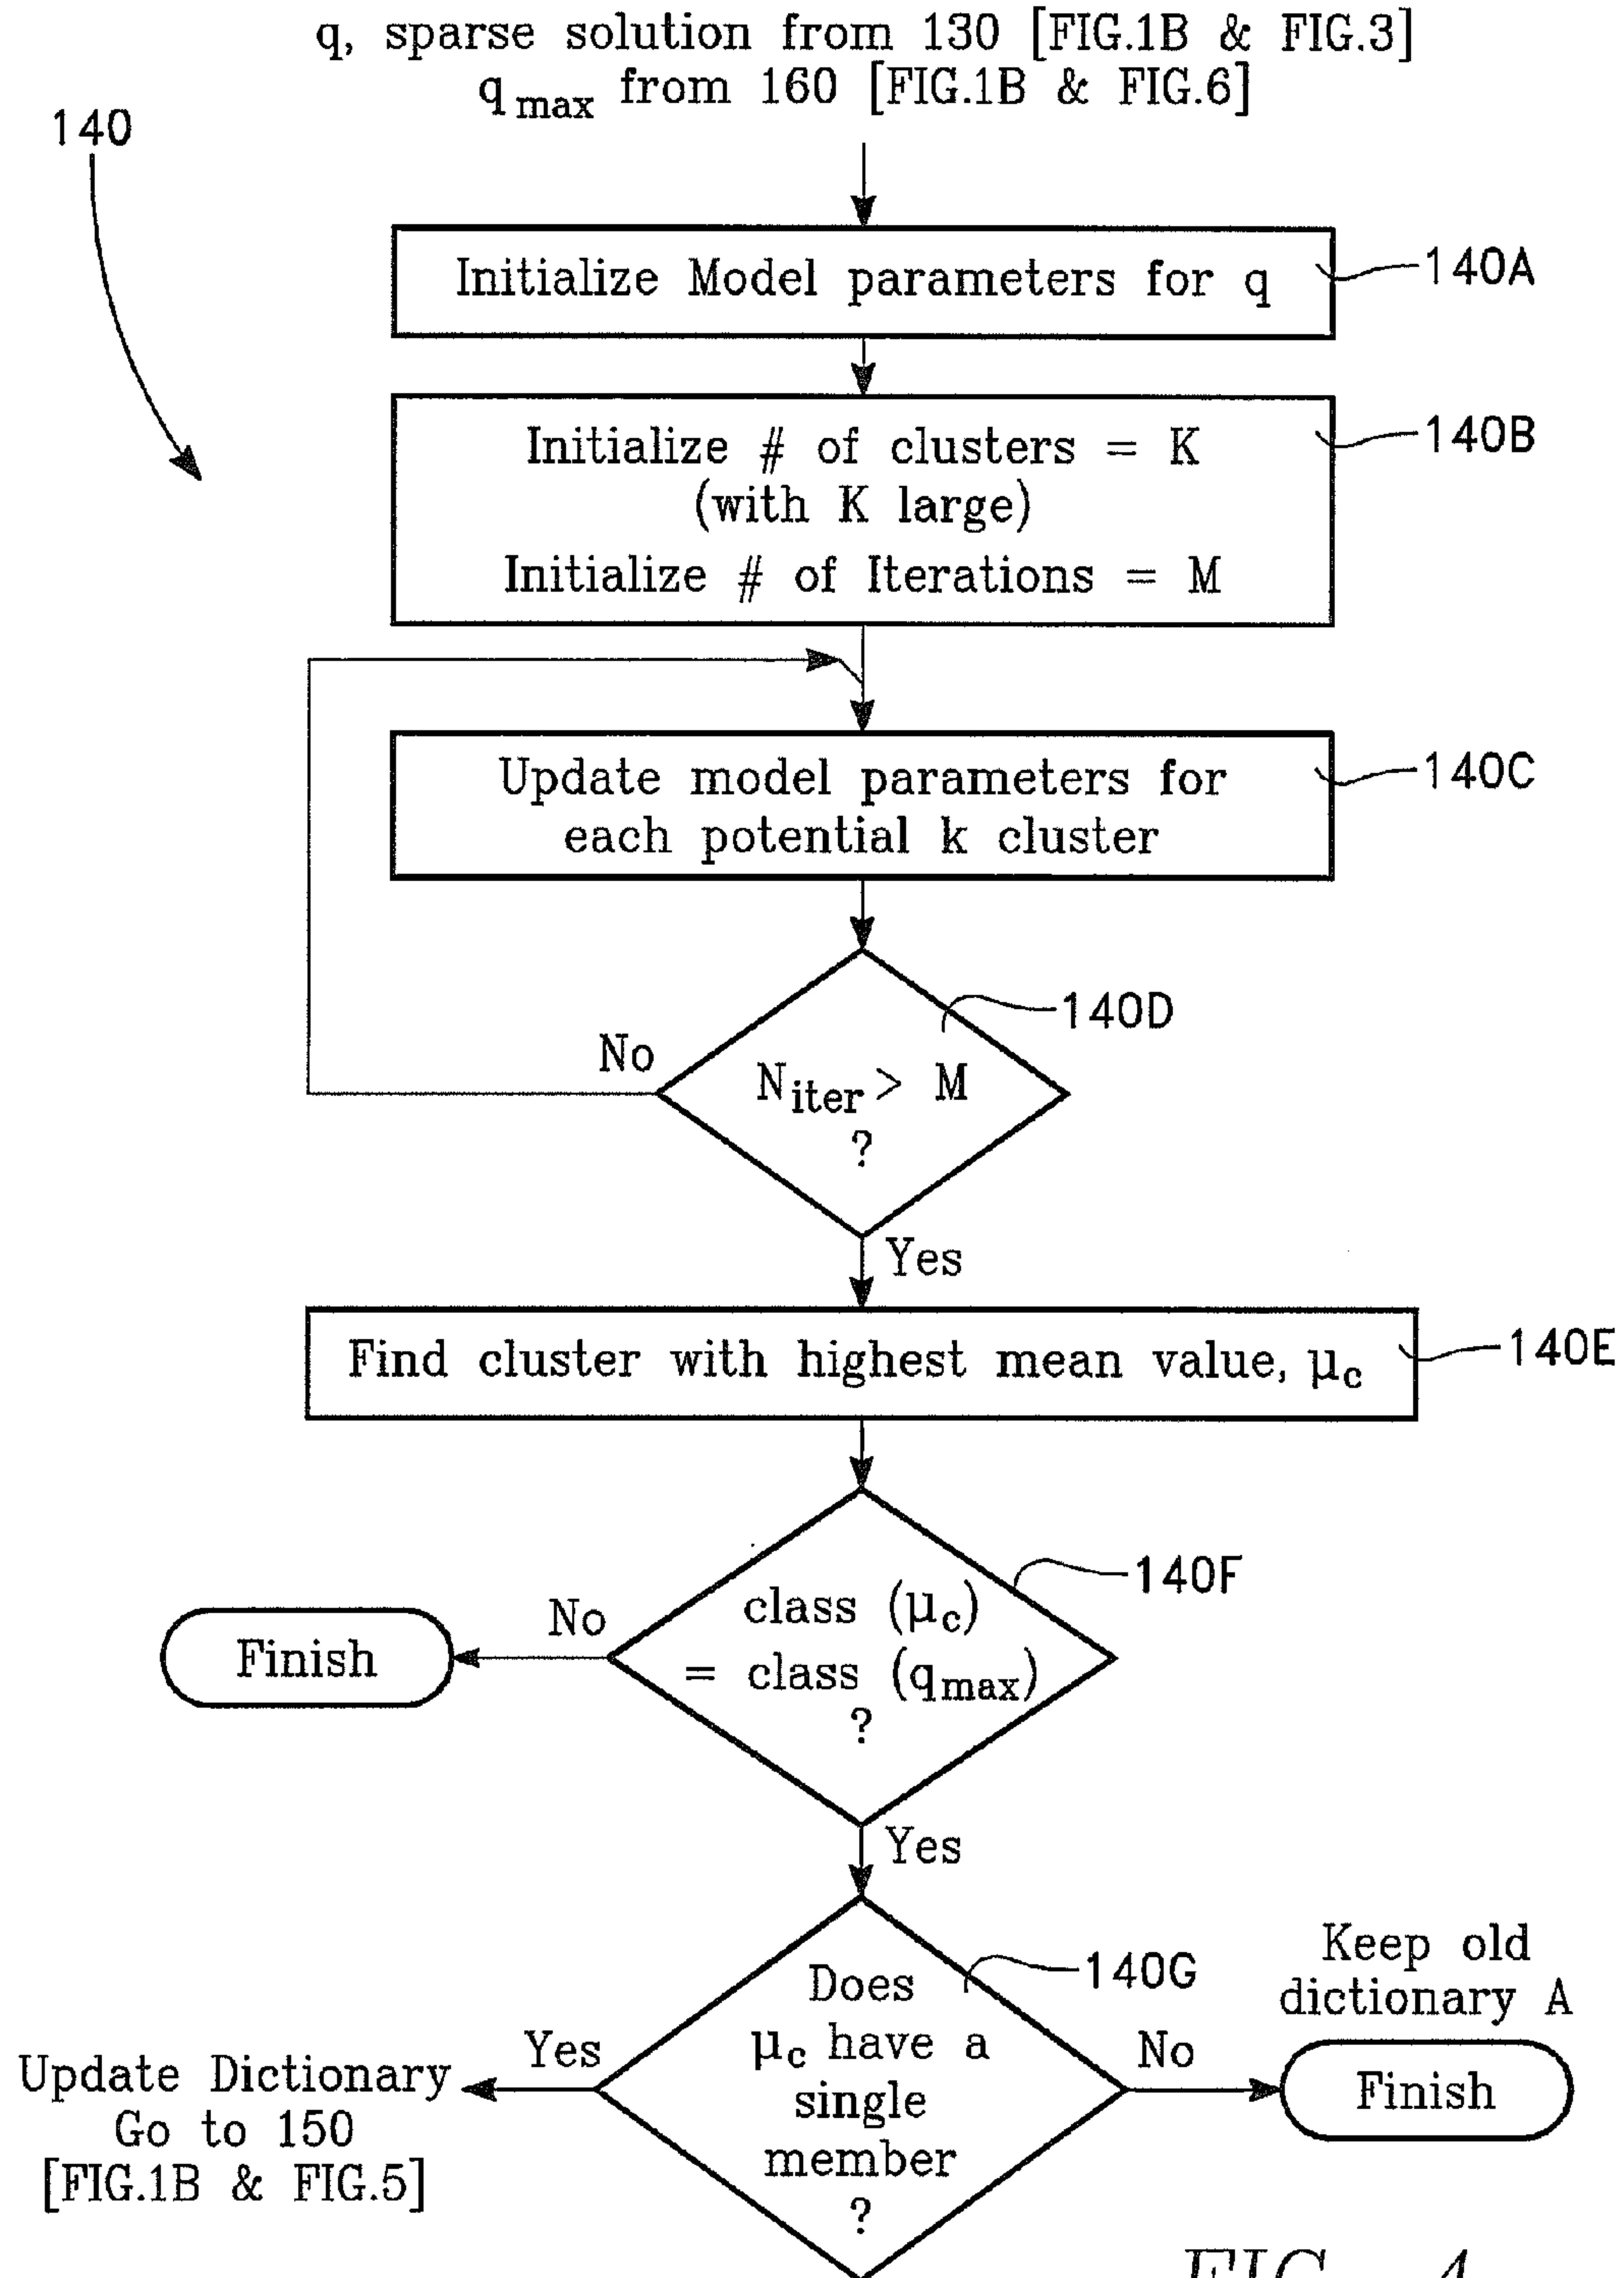 q, sparse solution from 130 [FIG.1B & FIG.3]
q max from 160 [FIG.1B & FIG.6]
140
Initialize Model parameters for q
140A
Initialize # of clusters = K
(with K large)
Initialize # of Iterations = M
140B
Update model parameters for
each potential k cluster
140C
140D
No
Niter > M
?
Yes
Find cluster with highest mean value, μc
140E
140F
class (μc)
= class (qmax)
?
No
Finish
Yes
140G
Does
μc have a
single
member
?
Yes
Update Dictionary
Go to 150
[FIG.1B & FIG.5]
No
Keep old
dictionary A
Finish
FIG. 4